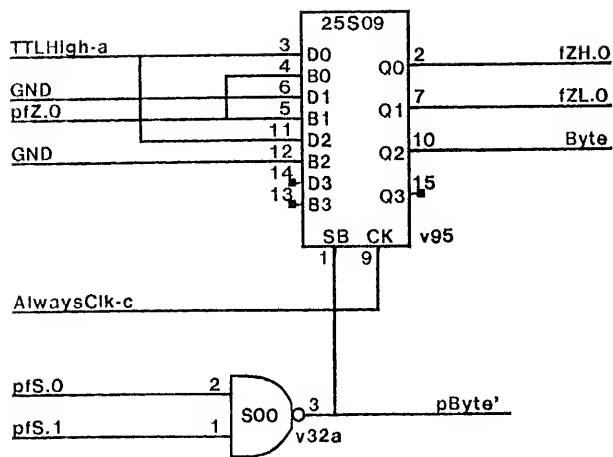 25S09
TTLHigh-a 3 D0
4 B0 Q0 2 fZH.0
GND 6 D1
pfZ.0 5 B1 Q1 7 fZL.0
11 D2
GND 12 B2 Q2 10 Byte
14 D3
13 B3 Q3 15
SB CK v95
1 9
AlwaysClk-c
pfS.0 2
S00 3 pByte'
pfS.1 1 v32a